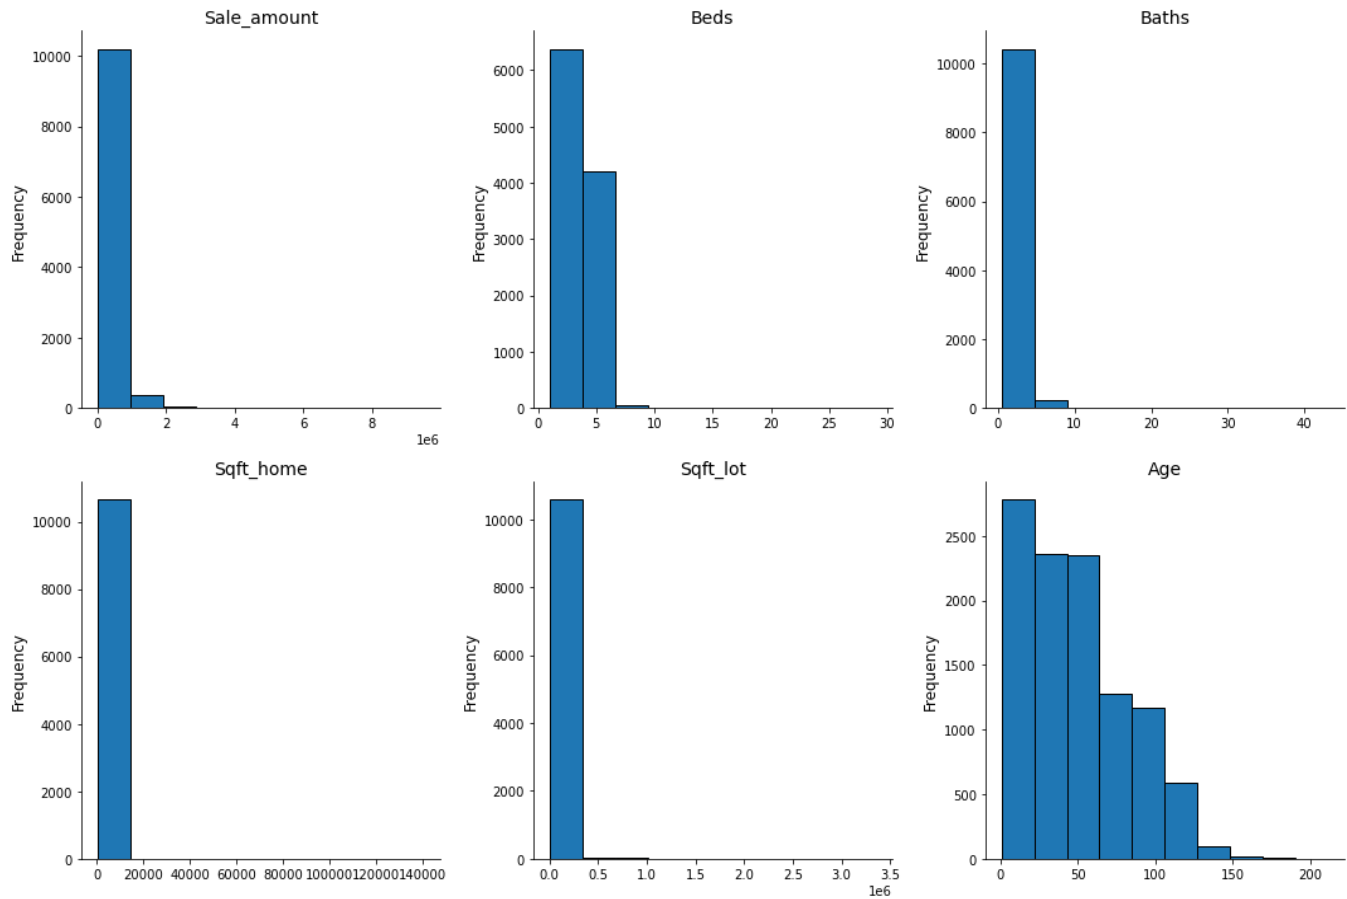 Sale_amount
Frequency
10000
8000
6000
4000
2000
0
0 2 4 6 8
1e6
Beds
Frequency
6000
5000
4000
3000
2000
1000
0
0 5 10 15 20 25 30
Baths
Frequency
10000
8000
6000
4000
2000
0
0 10 20 30 40
Sqft_home
Frequency
10000
8000
6000
4000
2000
0
0 20000 40000 60000 80000 100000 120000 140000
Sqft_lot
Frequency
10000
8000
6000
4000
2000
0
0.0 0.5 1.0 1.5 2.0 2.5 3.0 3.5
1e6
Age
Frequency
2500
2000
1500
1000
500
0
0 50 100 150 200